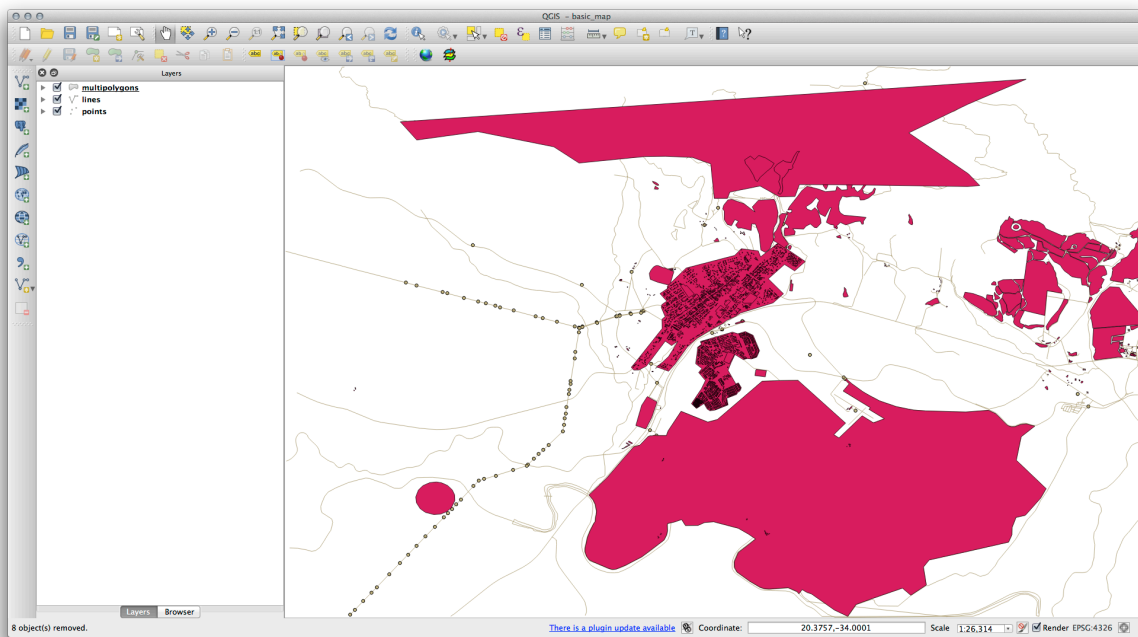 QGIS - basic_map
Layers
multipolygons
lines
points
Layers
Browser
8 object(s) removed.
There is a plugin update available
Coordinate:
20.3757,-34.0001
Scale
1:26,314
Render
EPSG:4326